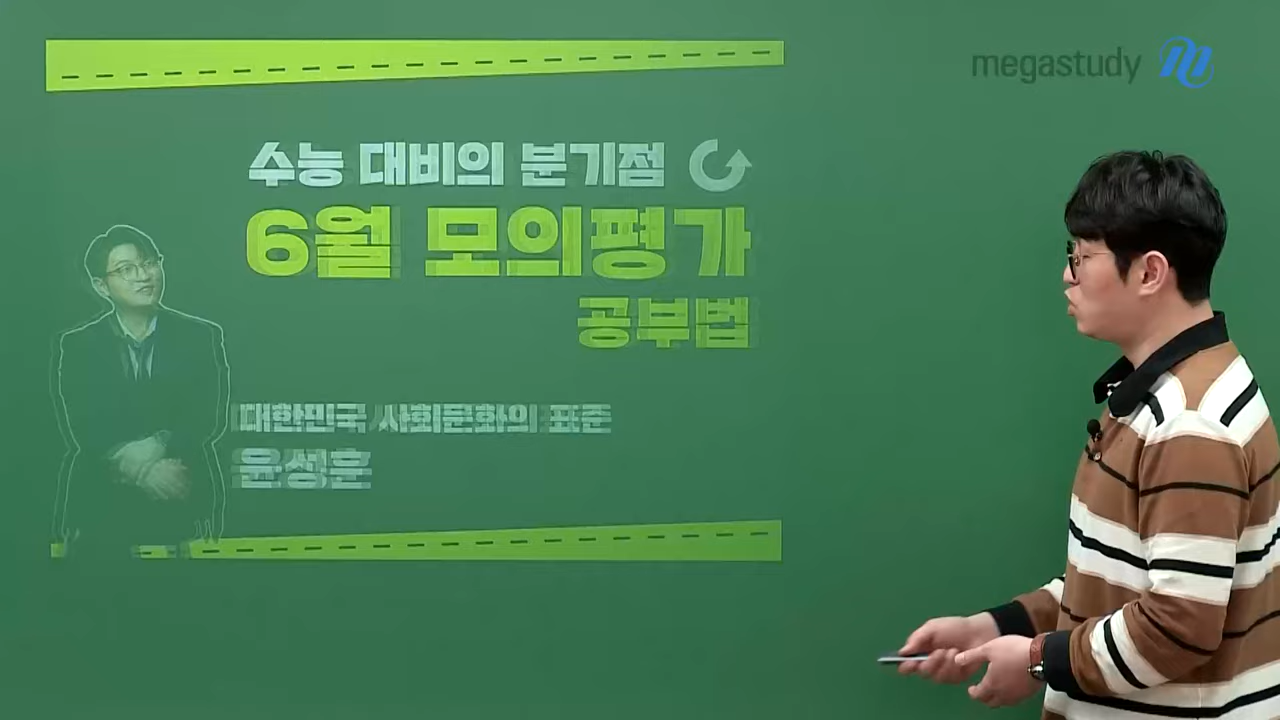 megastudy
수능 대비의 분기점
6월 모의평가
공부법
대한민국 사회문화의 표준
윤성훈